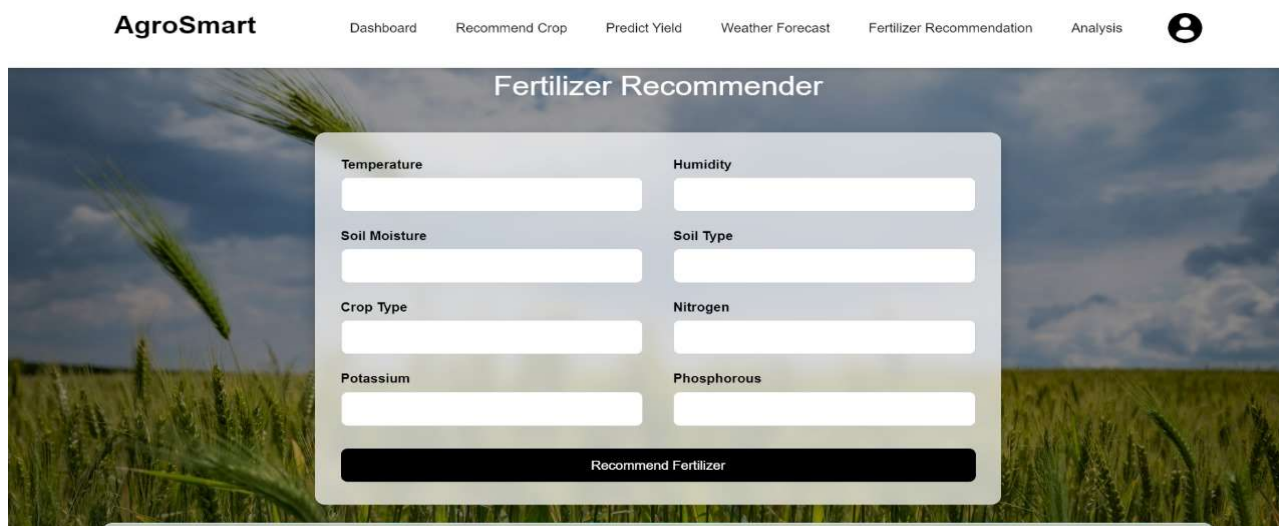 AgroSmart Dashboard Recommend Crop Predict Yield Weather Forecast Fertilizer Recommendation Analysis
Fertilizer Recommender
Temperature Humidity
Soil Moisture Soil Type
Crop Type Nitrogen
Potassium Phosphorous
Recommend Fertilizer